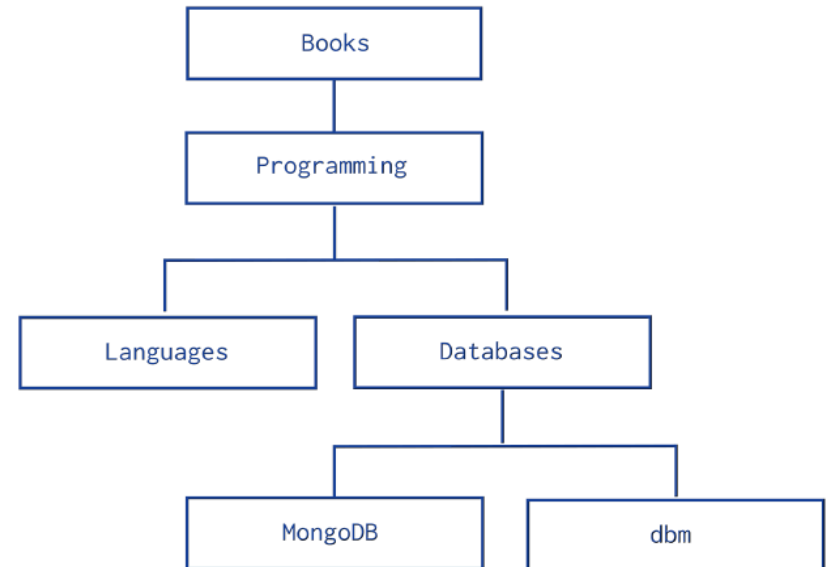 Books
Programming
Languages
Databases
MongoDB
dbm